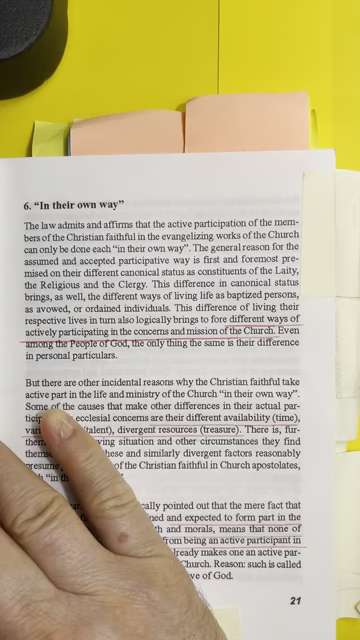 6. “In their own way”
The law admits and affirms that the active participation of the mem-
bers of the Christian faithful in the evangelizing works of the Church
can only be done each “in their own way”. The general reason for the
assumed and accepted participative way is first and foremost pre-
mised on their different canonical status as constituents of the Laity,
the Religious and the Clergy. This difference in canonical status
brings, as well, the different ways of living life as baptized persons,
as avowed, or ordained individuals. This difference of living their
respective lives in turn also logically brings to fore different ways of
actively participating in the concerns and mission of the Church. Even
among the People of God, the only thing the same is their difference
in personal particulars.
But there are other incidental reasons why the Christian faithful take
active part in the life and ministry of the Church “in their own way”.
Some of the causes that make other differences in their actual par-
ecclesial concerns are their different availability (time),
(talent), divergent resources (treasure). There is, fur-
situation and other circumstances they find
and similarly divergent factors reasonably
of the Christian faithful in Church apostolates,
pointed out that the mere fact that
and expected to form part in the
and morals, means that none of
from being an active participant in
already makes one an active par-
Church. Reason: such is called
of God.
21